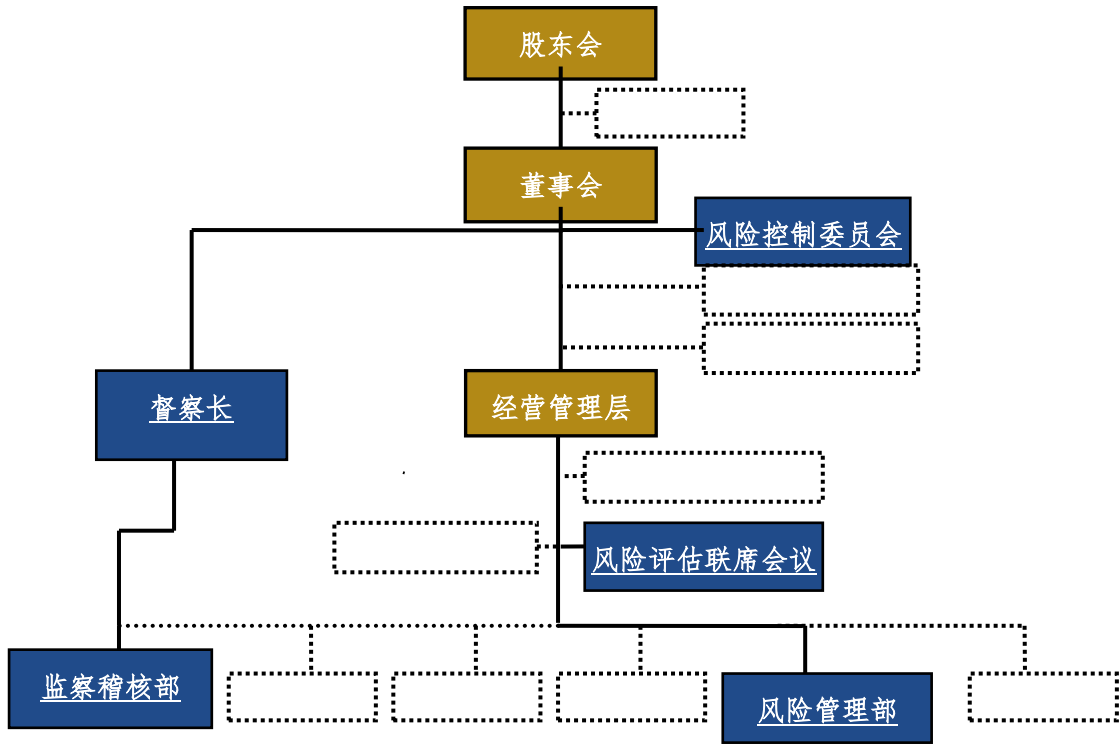 股东会
董事会
风险控制委员会
督察长
经营管理层
风险评估联席会议
监察稽核部
风险管理部